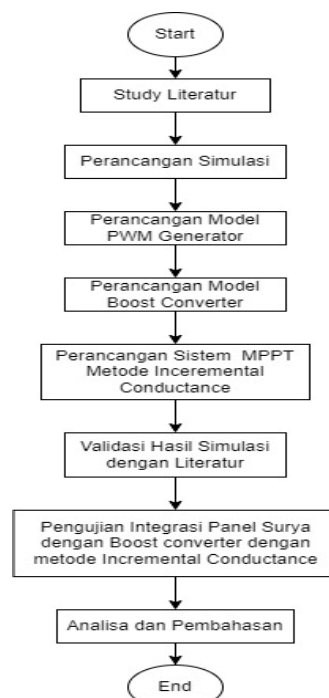 Start
Study Literatur
Perancangan Simulasi
Perancangan Model
PWM Generator
Perancangan Model
Boost Converter
Perancangan Sistem MPPT
Metode Inceremental
Conductance
Validasi Hasil Simulasi
dengan Literatur
Pengujian Integrasi Panel Surya
dengan Boost converter dengan
metode Incremental Conductance
Analisa dan Pembahasan
End